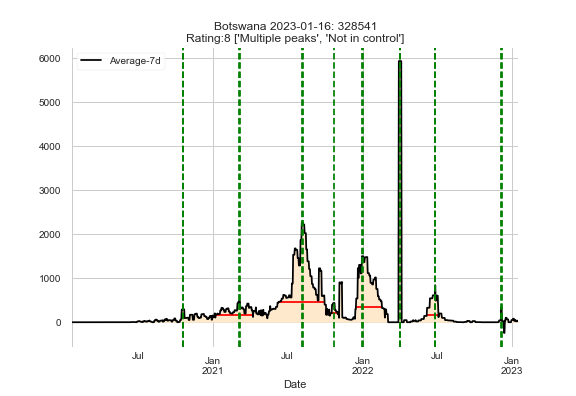 Botswana 2023-01-16: 328541
Rating:8 ['Multiple peaks', 'Not in control']
Average-7d
6000
5000
4000
3000
2000
1000
0
Jul
Jan
2021
Jul
Jan
2022
Jul
Jan
2023
Date